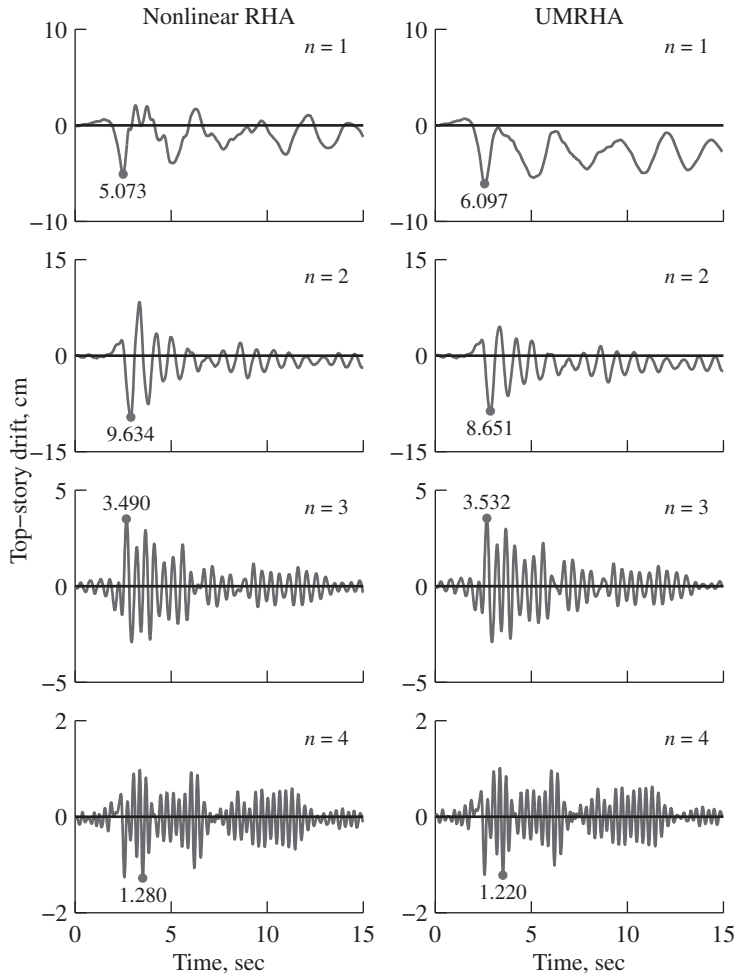 Nonlinear RHA
UMRHA
10
0
−10
n = 1
5.073
10
0
−10
n = 1
6.097
15
0
−15
n = 2
9.634
15
0
−15
n = 2
8.651
Top−story drift, cm
5
0
−5
n = 3
3.490
5
0
−5
n = 3
3.532
2
0
−2
n = 4
1.280
0 5 10 15
Time, sec
2
0
−2
n = 4
1.220
0 5 10 15
Time, sec